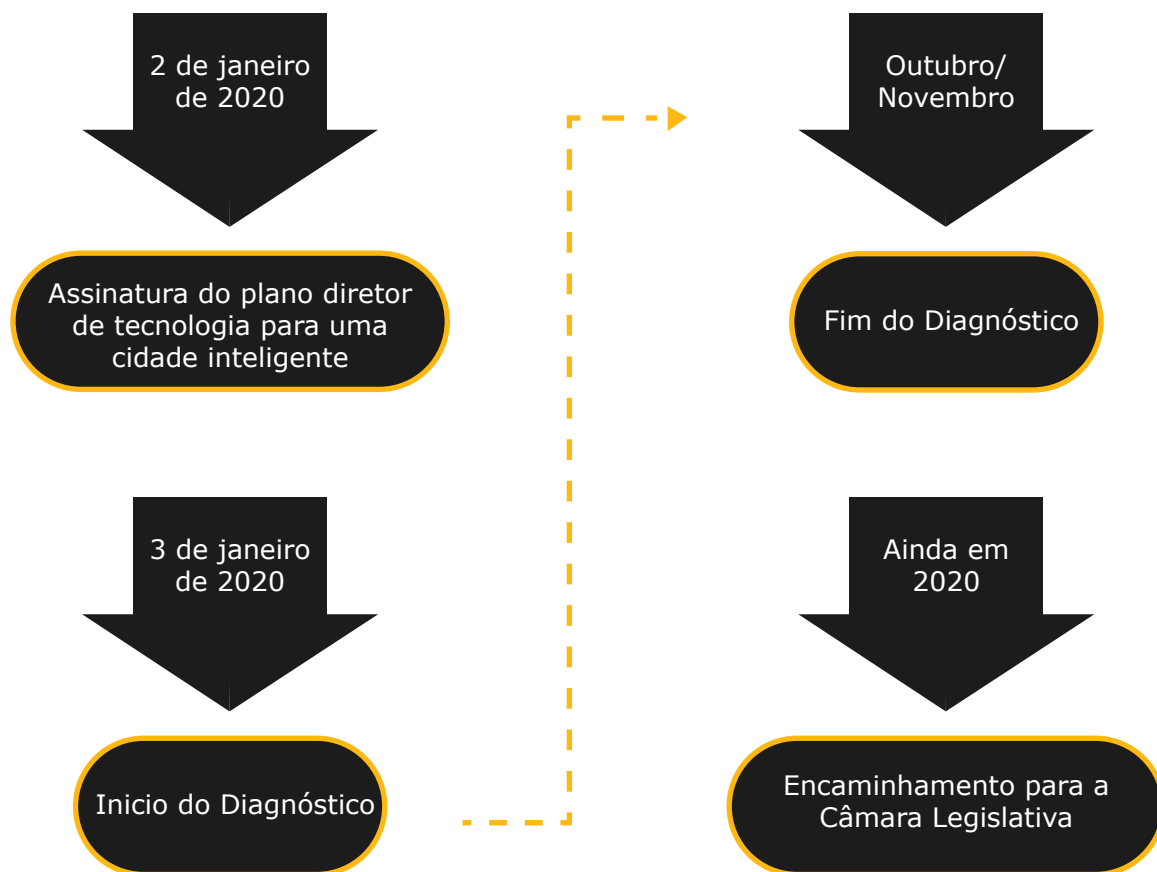 2 de janeiro
de 2020
Assinatura do plano diretor
de tecnologia para uma
cidade inteligente
3 de janeiro
de 2020
Inicio do Diagnóstico
Outubro/
Novembro
Fim do Diagnóstico
Ainda em
2020
Encaminhamento para a
Câmara Legislativa